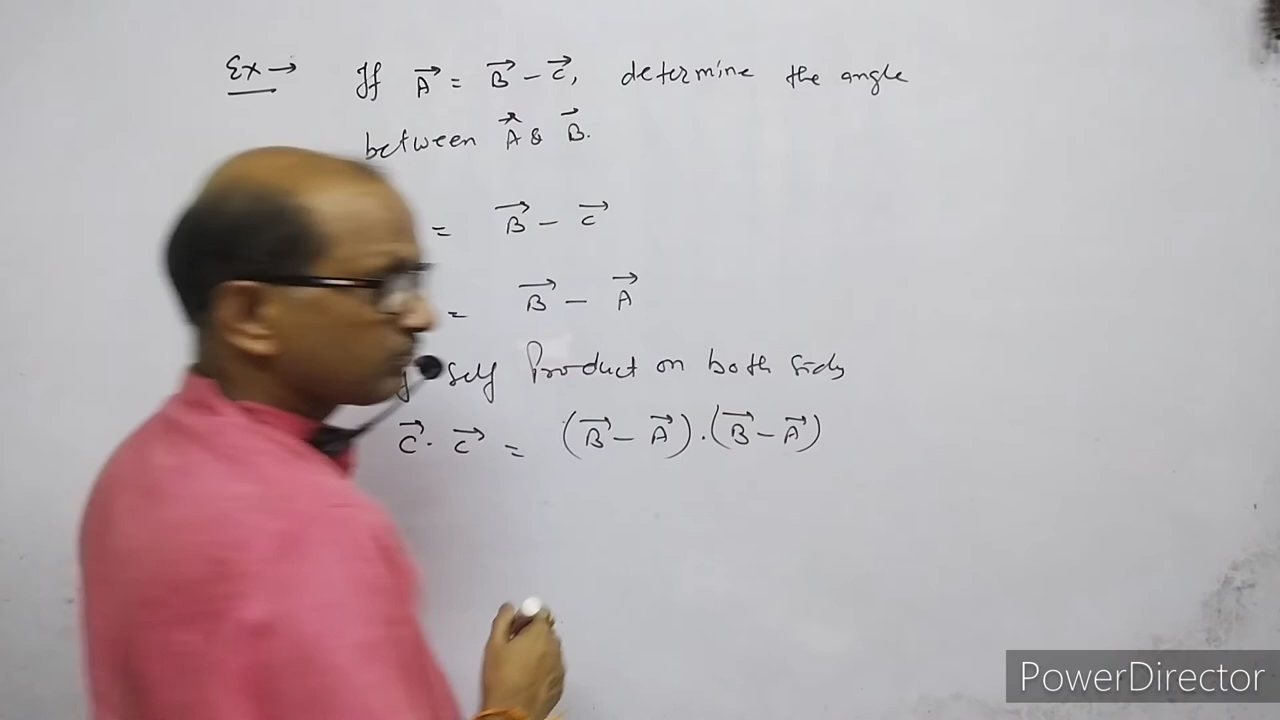 Ex→ If A⃗ = B⃗ − C⃗, determine the angle
between A⃗ & B⃗.
= B⃗ − C⃗
= B⃗ − A⃗
self Product on both sides
C⃗ · C⃗ = (B⃗ − A⃗) · (B⃗ − A⃗)
PowerDirector